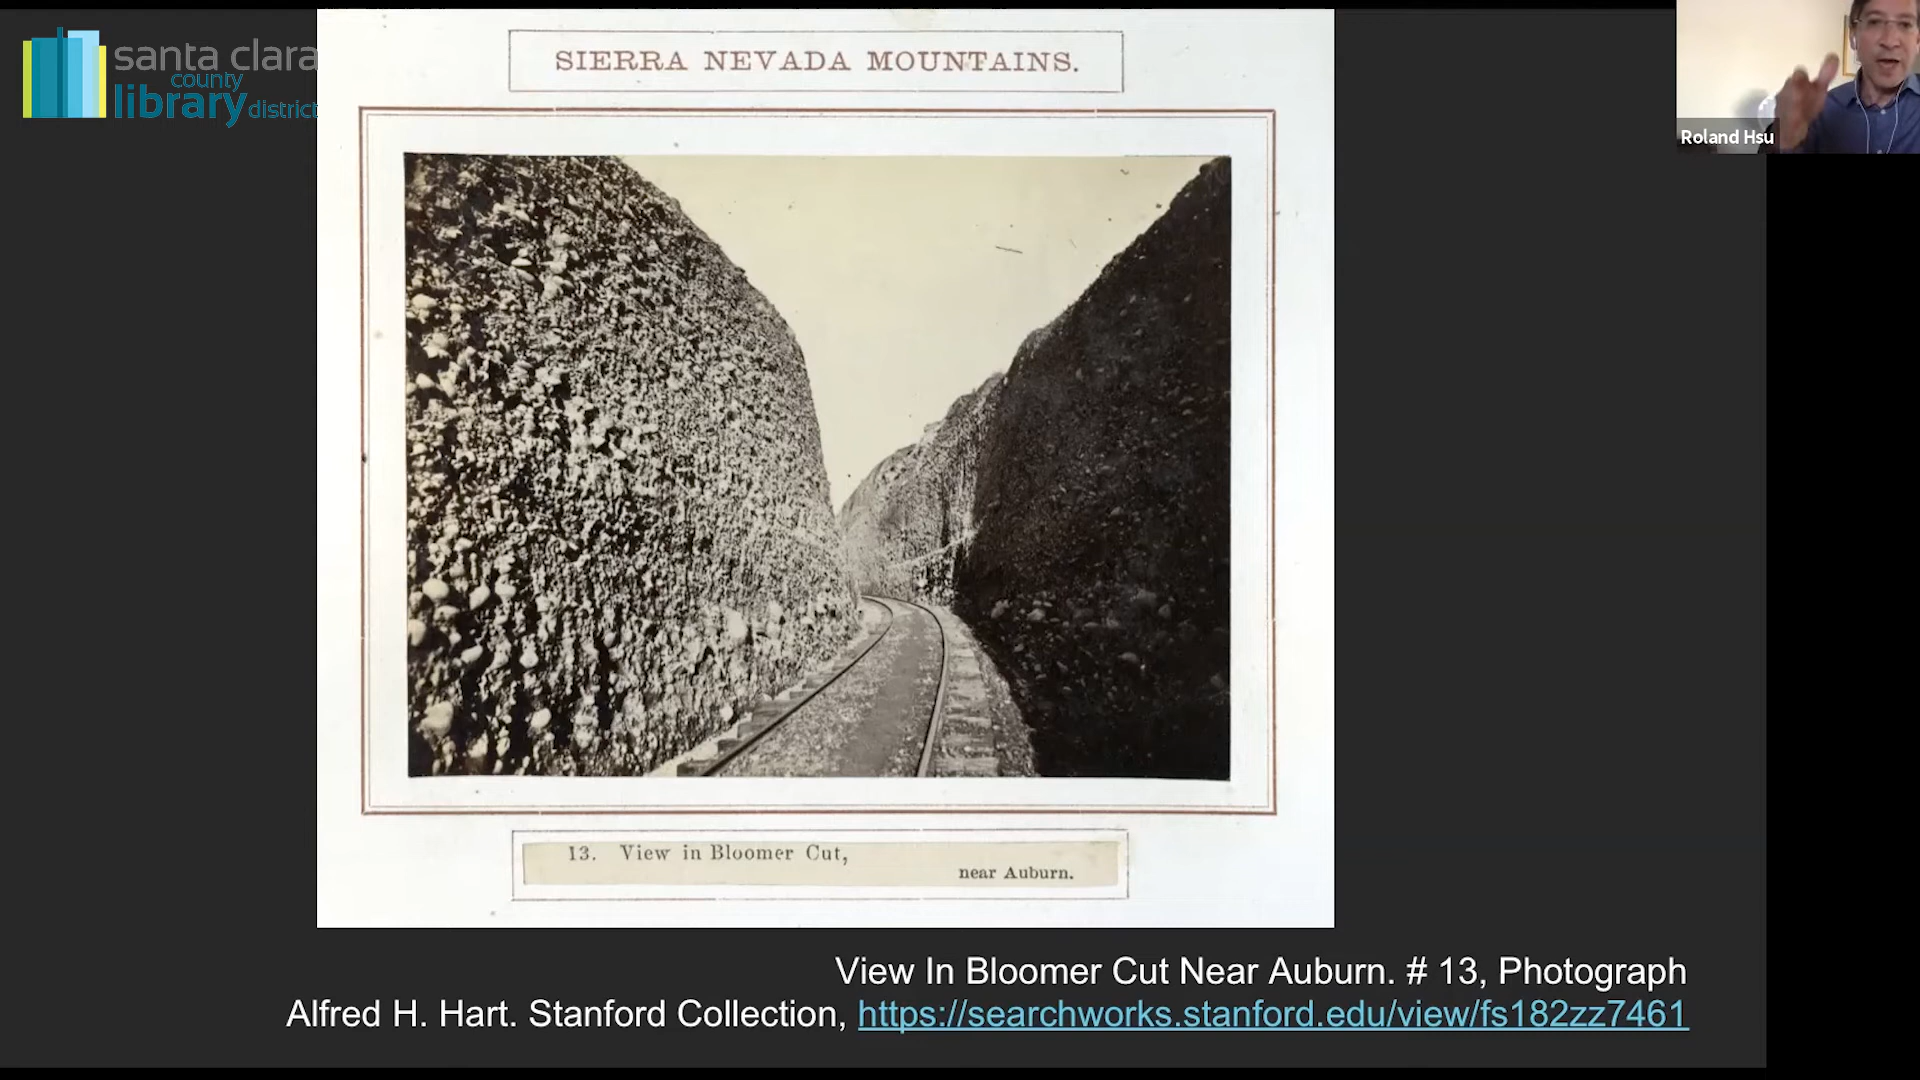 santa clara
county
library district
SIERRA NEVADA MOUNTAINS.
Roland Hsu
13. View in Bloomer Cut,
near Auburn.
View In Bloomer Cut Near Auburn. # 13, Photograph
Alfred H. Hart. Stanford Collection, https://searchworks.stanford.edu/view/fs182zz7461